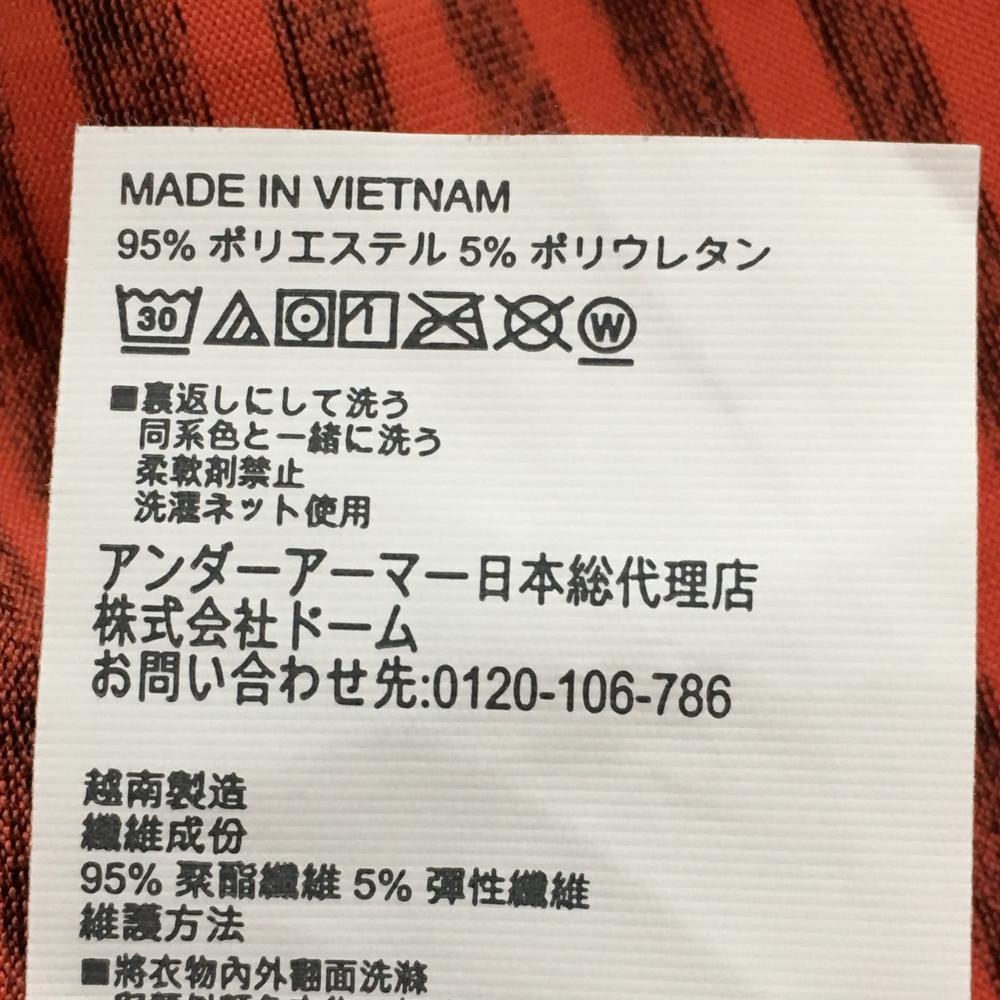 MADE IN VIETNAM
95% ポリエステル 5% ポリウレタン
30 W
■裏返しにして洗う
同系色と一緒に洗う
柔軟剤禁止
洗濯ネット使用
アンダーアーマー日本総代理店
株式会社ドーム
お問い合わせ先:0120-106-786
越南製造
纖維成份
95% 聚酯纖維 5% 彈性纖維
維護方法
■將衣物內外翻面洗滌